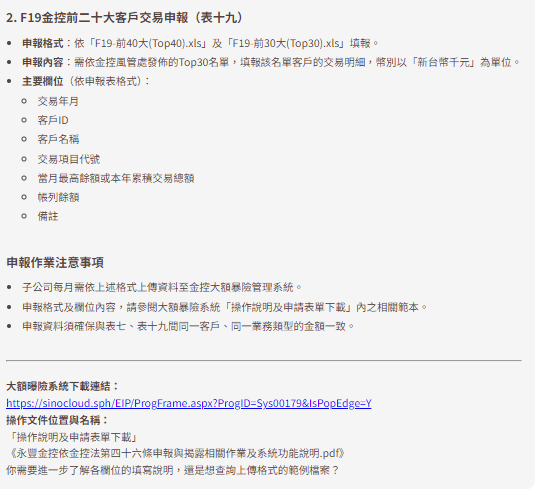 2. F19金控前二十大客戶交易申報（表十九）
• 申報格式：依「F19-前40大(Top40).xls」及「F19-前30大(Top30).xls」填報。
• 申報內容：需依金控風管處發佈的Top30名單，填報該名單客戶的交易明細，幣別以「新台幣千元」為單位。
• 主要欄位（依申報表格式）：
○ 交易年月
○ 客戶ID
○ 客戶名稱
○ 交易項目代號
○ 當月最高餘額或本年累積交易總額
○ 帳列餘額
○ 備註
申報作業注意事項
• 子公司每月需依上述格式上傳資料至金控大額暴險管理系統。
• 申報格式及欄位內容，請參閱大額暴險系統「操作說明及申請表單下載」內之相關範本。
• 申報資料須確保與表七、表十九間同一客戶、同一業務類型的金額一致。
大額曝險系統下載連結：
https://sinocloud.sph/EIP/ProgFrame.aspx?ProgID=Sys00179&IsPopEdge=Y
操作文件位置與名稱：
「操作說明及申請表單下載」
《永豐金控依金控法第四十六條申報與揭露相關作業及系統功能說明.pdf》
你需要進一步了解各欄位的填寫說明，還是想查詢上傳格式的範例檔案？